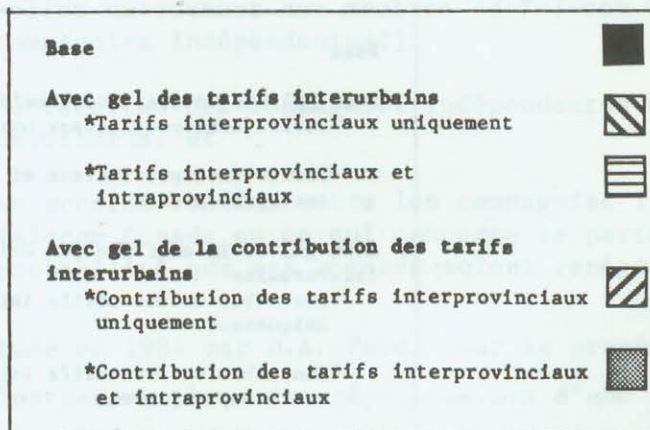 Base
Avec gel des tarifs interurbains
*Tarifs interprovinciaux uniquement
*Tarifs interprovinciaux et
intraprovinciaux
Avec gel de la contribution des tarifs
interurbains
*Contribution des tarifs interprovinciaux
uniquement
*Contribution des tarifs interprovinciaux
et intraprovinciaux